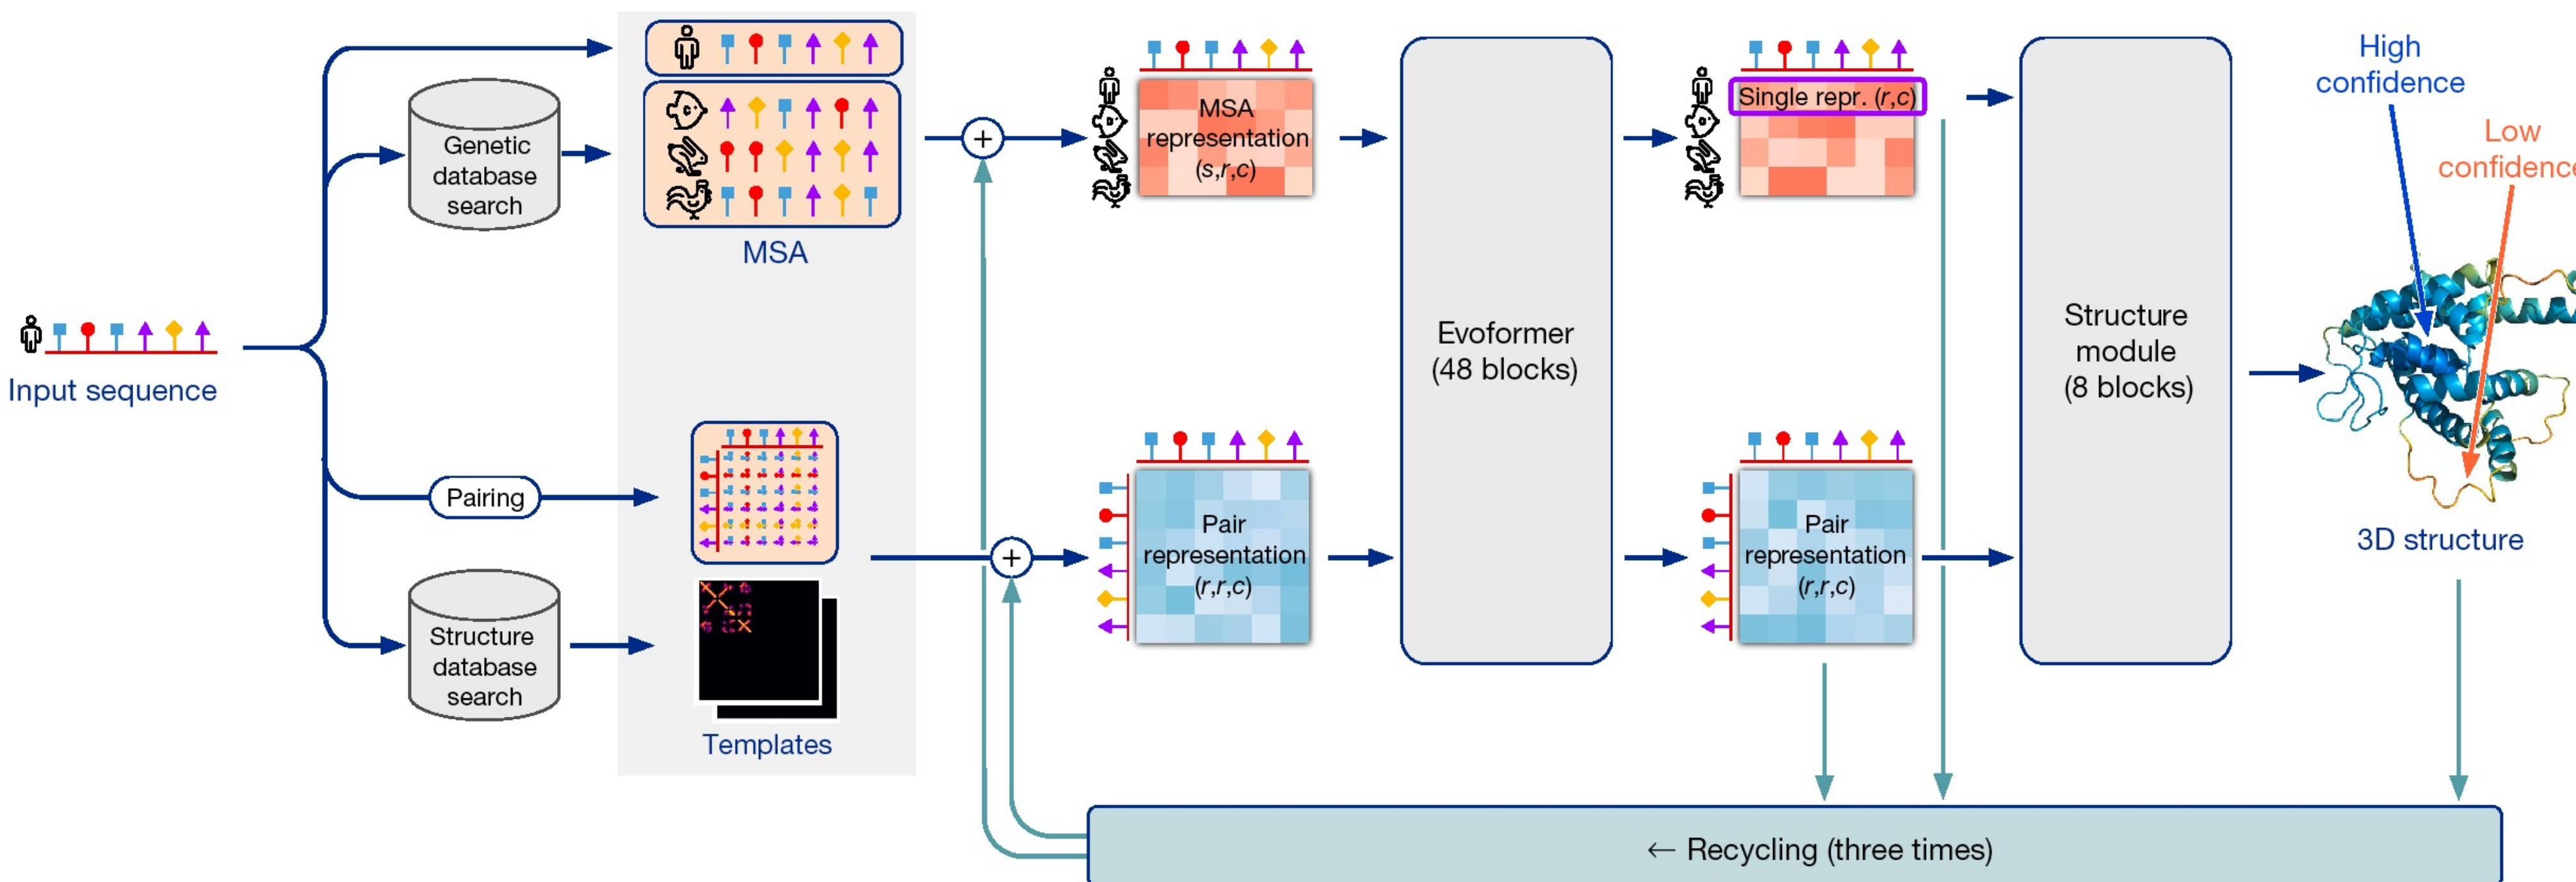 Input sequence
Genetic
database
search
Pairing
Structure
database
search
MSA
Templates
+
+
MSA
representation
(s,r,c)
Pair
representation
(r,r,c)
Evoformer
(48 blocks)
Single repr. (r,c)
Pair
representation
(r,r,c)
Structure
module
(8 blocks)
High
confidence
Low
confidence
3D structure
← Recycling (three times)